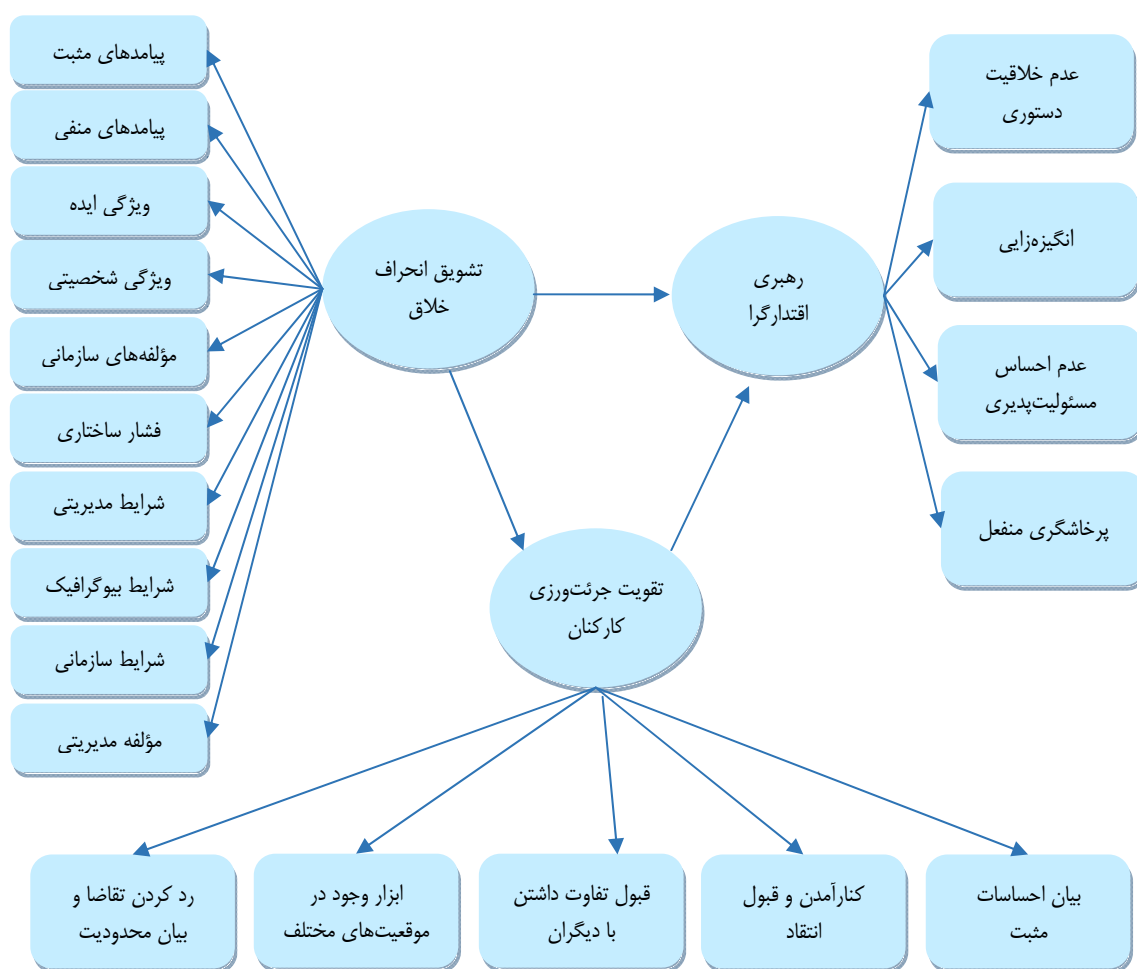 پیامدهای مثبت
پیامدهای منفی
ویژگی ایده
ویژگی شخصیتی
مؤلفه‌های سازمانی
فشار ساختاری
شرایط مدیریتی
شرایط بیوگرافیک
شرایط سازمانی
مؤلفه مدیریتی
تشویق انحراف
خلاق
رهبری
اقتدارگرا
تقویت جرئت‌ورزی
کارکنان
عدم خلاقیت
دستوری
انگیزه‌زایی
عدم احساس
مسئولیت‌پدیری
پرخاشگری منفعل
بیان احساسات
مثبت
کنارآمدن و قبول
انتقاد
قبول تفاوت داشتن
با دیگران
ابزار وجود در
موقعیت‌های مختلف
رد کردن تقاضا و
بیان محدودیت